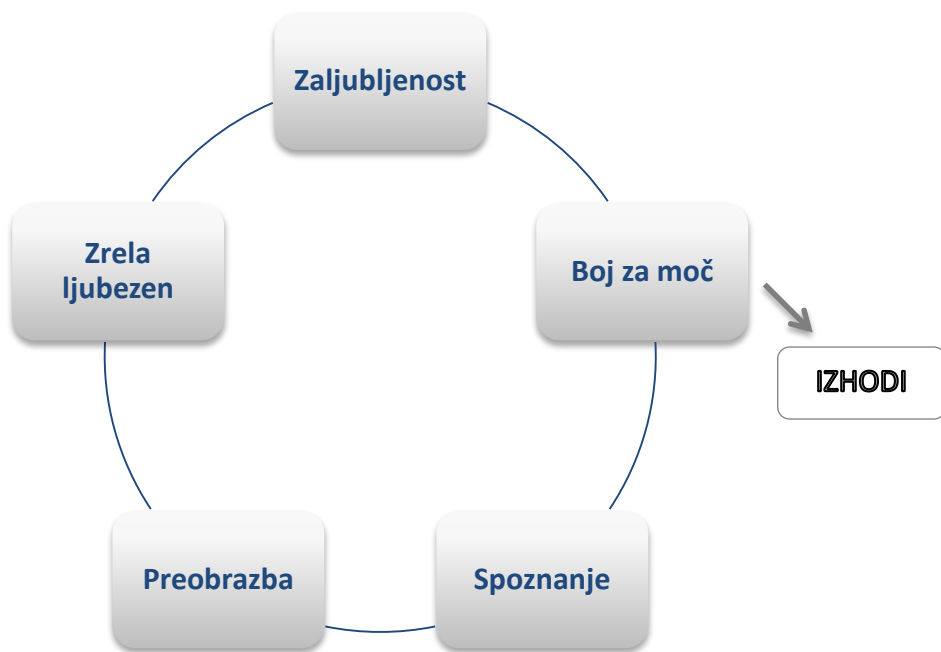 Zaljubljenost
Zrela
ljubezen
Boj za moč
IZHODI
Preobrazba
Spoznanje